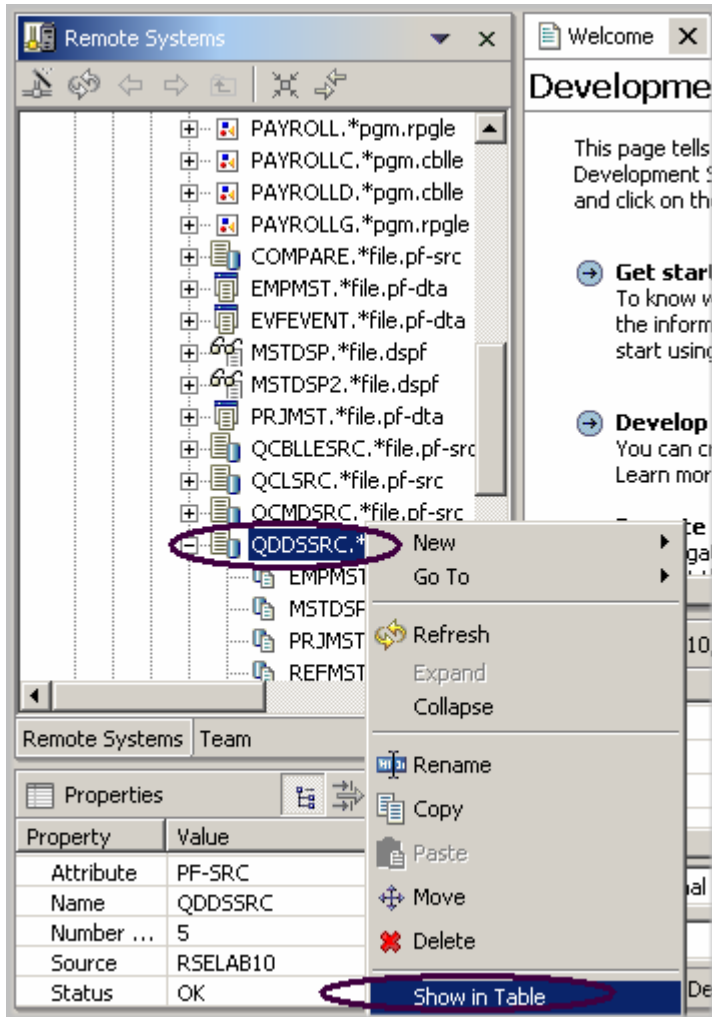 Remote Systems
Welcome
PAYROLL.*pgm.rpgle
PAYROLLC.*pgm.cblle
PAYROLLD.*pgm.cblle
PAYROLLG.*pgm.rpgle
COMPARE.*file.pf-src
EMPMST.*file.pf-dta
EVFEVENT.*file.pf-dta
MSTDSP.*file.dspf
MSTDSP2.*file.dspf
PRJMST.*file.pf-dta
QCBLLESRC.*file.pf-src
QCLSRC.*file.pf-src
QCMDSRC.*file.pf-src
QDDSSRC.*
EMPMST
MSTDSP
PRJMST
REFMST
Remote Systems
Team
Developme
This page tells
Development
and click on the
Get star
To know
the inform
start using
Develop
You can cr
Learn mor
10,
New
Go To
Refresh
Expand
Collapse
Rename
Copy
Paste
Move
Delete
Show in Table
Properties
Property Value
Attribute PF-SRC
Name QDDSSRC
Number ... 5
Source RSELAB10
Status OK
De